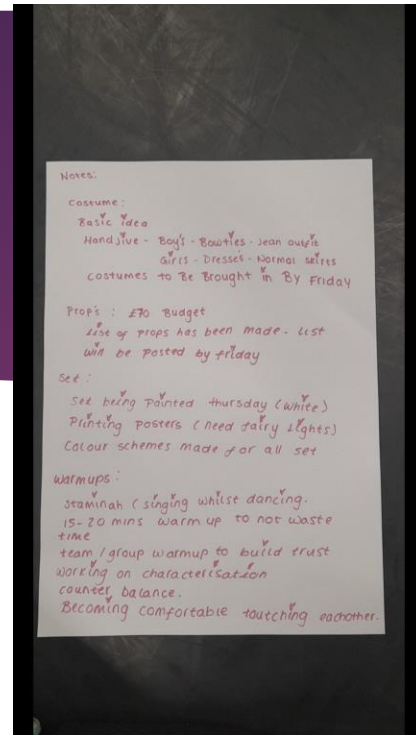 Notes:
Costume:
Basic idea
Handjive - Boy's - Bowties - Jean outfit
Girls - Dresses - Normal skirts
costumes to Be Brought in By Friday
Prop's : £70 Budget
List of props has been made - list
will be posted by friday
Set :
Set being painted thursday (white)
Printing posters (need fairy lights)
Colour schemes made for all set
warmups :
staminah (singing whilst dancing.
15-20 mins warm up to not waste
time
team/group warmup to build trust
working on characterisation
counter balance.
Becoming comfortable toutching eachother.